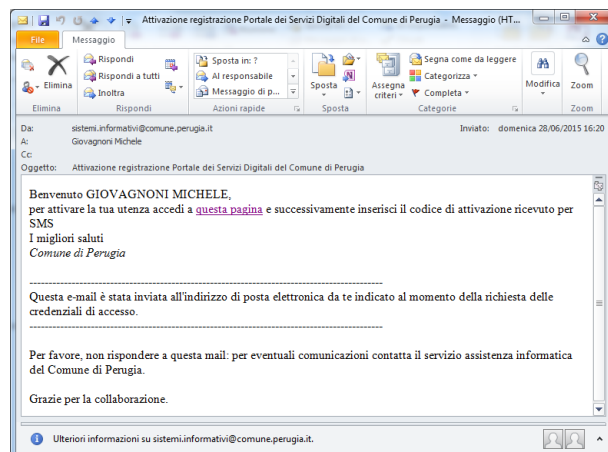 Attivazione registrazione Portale dei Servizi Digitali del Comune di Perugia - Messaggio (HT...
File Messaggio
Elimina
Rispondi
Rispondi a tutti
Inoltra
Sposta in: ?
Al responsabile
Messaggio di p...
Sposta
Assegna criteri
Segna come da leggere
Categorizza
Completa
Modifica
Zoom
Elimina Rispondi Azioni rapide Sposta Categorie Zoom
Da: sistemi.informativi@comune.perugia.it Inviato: domenica 28/06/2015 16:20
A: Giovagnoni Michele
Cc:
Oggetto: Attivazione registrazione Portale dei Servizi Digitali del Comune di Perugia
Benvenuto GIOVAGNONI MICHELE,
per attivare la tua utenza accedi a questa pagina e successivamente inserisci il codice di attivazione ricevuto per
SMS
I migliori saluti
Comune di Perugia
--------------------------------------------------------------------------------
Questa e-mail è stata inviata all'indirizzo di posta elettronica da te indicato al momento della richiesta delle
credenziali di accesso.
--------------------------------------------------------------------------------
Per favore, non rispondere a questa mail: per eventuali comunicazioni contatta il servizio assistenza informatica
del Comune di Perugia.
Grazie per la collaborazione.
Ulteriori informazioni su sistemi.informativi@comune.perugia.it.